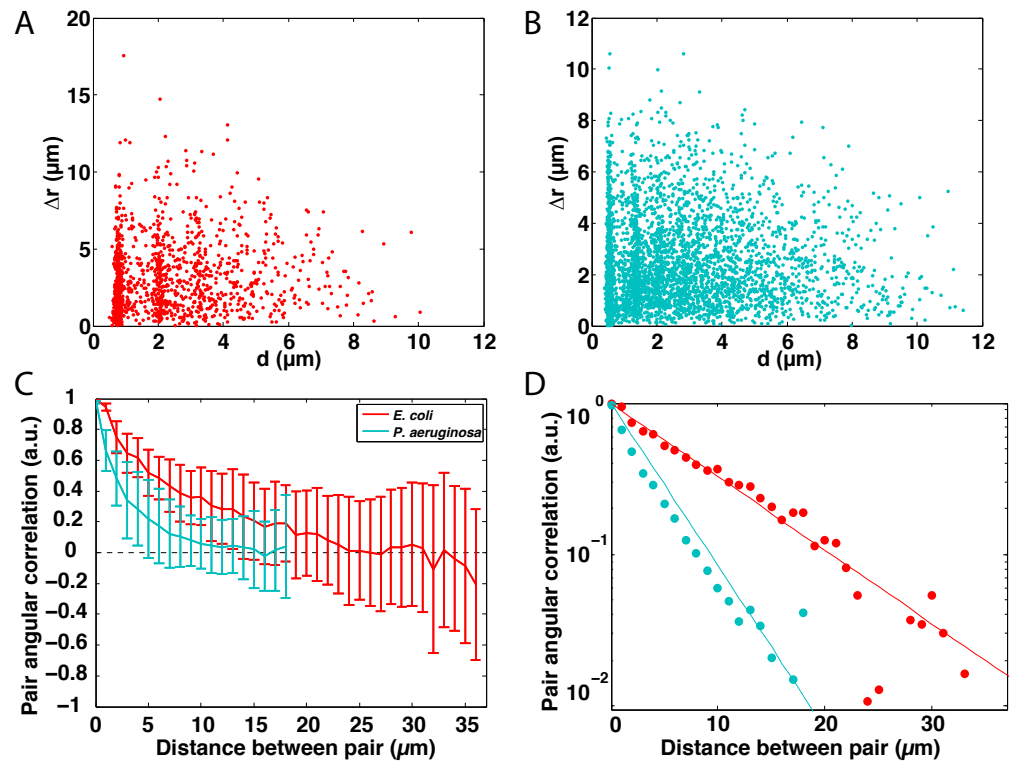 A
B
20
15
10
5
0
Δr (µm)
0 2 4 6 8 10 12
d (µm)
12
10
8
6
4
2
0
Δr (µm)
0 2 4 6 8 10 12
d (µm)
C
D
1
0.8
0.6
0.4
0.2
0
−0.2
−0.4
−0.6
−0.8
−1
Pair angular correlation (a.u.)
E. coli
P. aeruginosa
0 5 10 15 20 25 30 35
Distance between pair (µm)
10⁰
10⁻¹
10⁻²
Pair angular correlation (a.u.)
0 10 20 30
Distance between pair (µm)